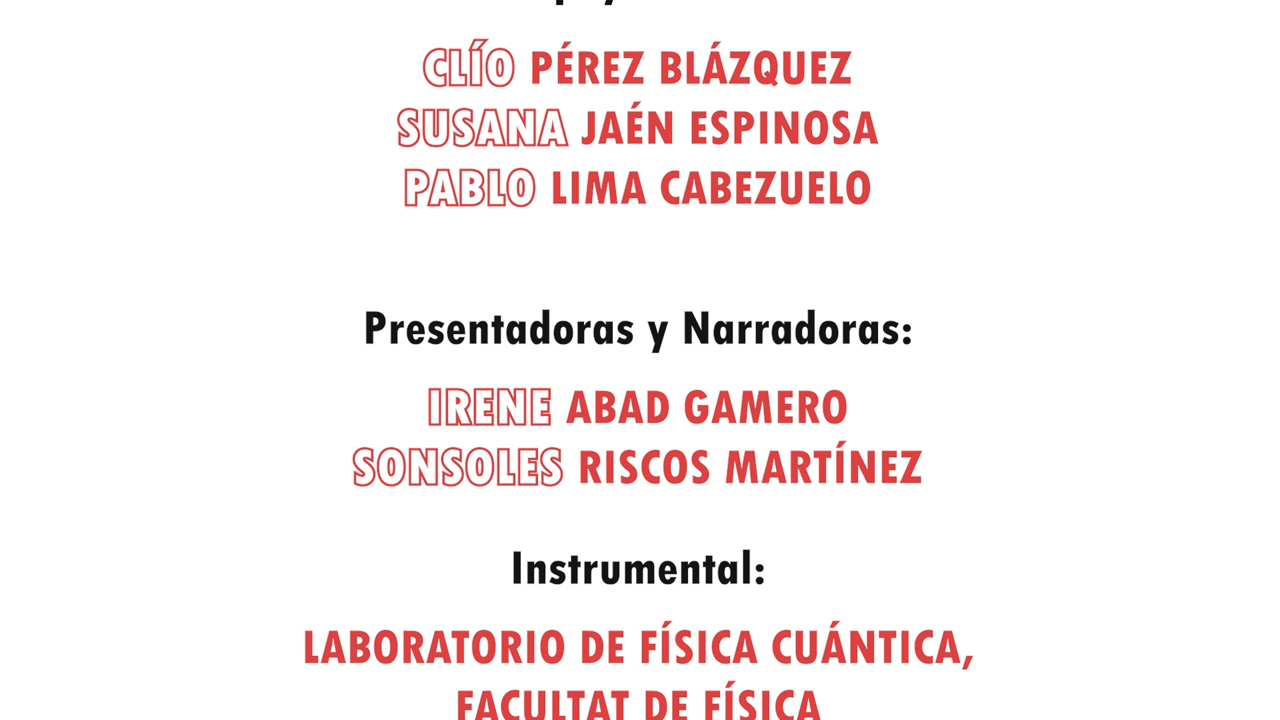 CLÍO PÉREZ BLÁZQUEZ
SUSANA JAÉN ESPINOSA
PABLO LIMA CABEZUELO
Presentadoras y Narradoras:
IRENE ABAD GAMERO
SONSOLES RISCOS MARTÍNEZ
Instrumental:
LABORATORIO DE FÍSICA CUÁNTICA,
FACULTAT DE FÍSICA